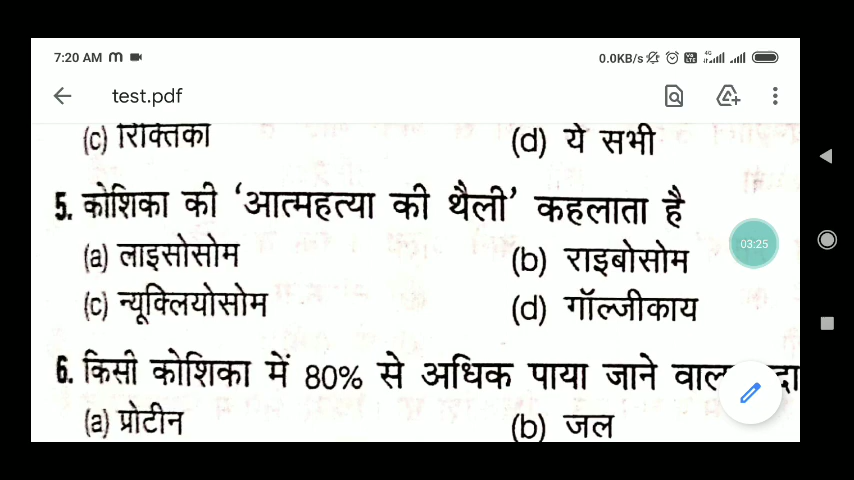 7:20 AM m 0.0KB/s 4G
test.pdf
(c) रिक्तिका (d) ये सभी
5. कोशिका की ‘आत्महत्या की थैली’ कहलाता है
03:25
(a) लाइसोसोम (b) राइबोसोम
(c) न्यूक्लियोसोम (d) गॉल्जीकाय
6. किसी कोशिका में 80% से अधिक पाया जाने
(a) प्रोटीन (b) जल